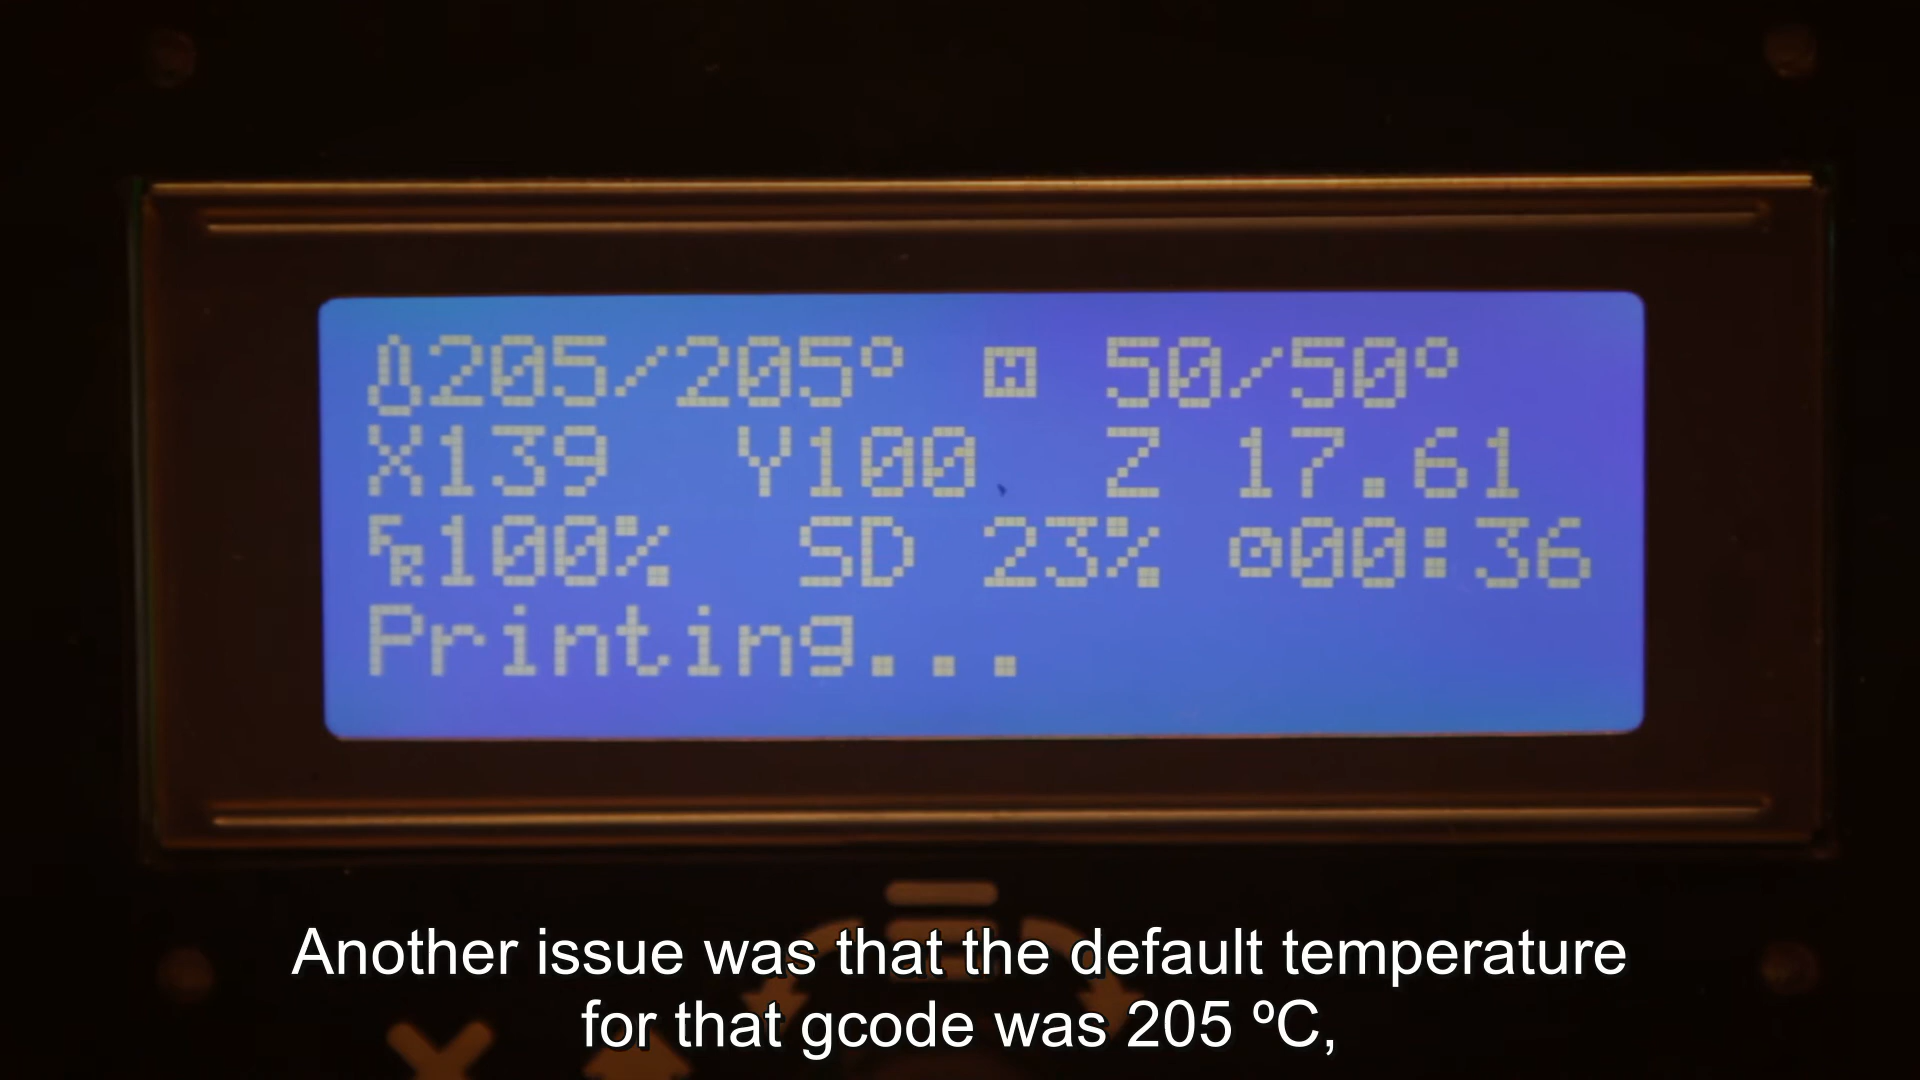 205/205° 50/50°
X139 Y100 Z 17.61
FR100% SD 23% 00:36
Printing...
Another issue was that the default temperature
for that gcode was 205 ºC,